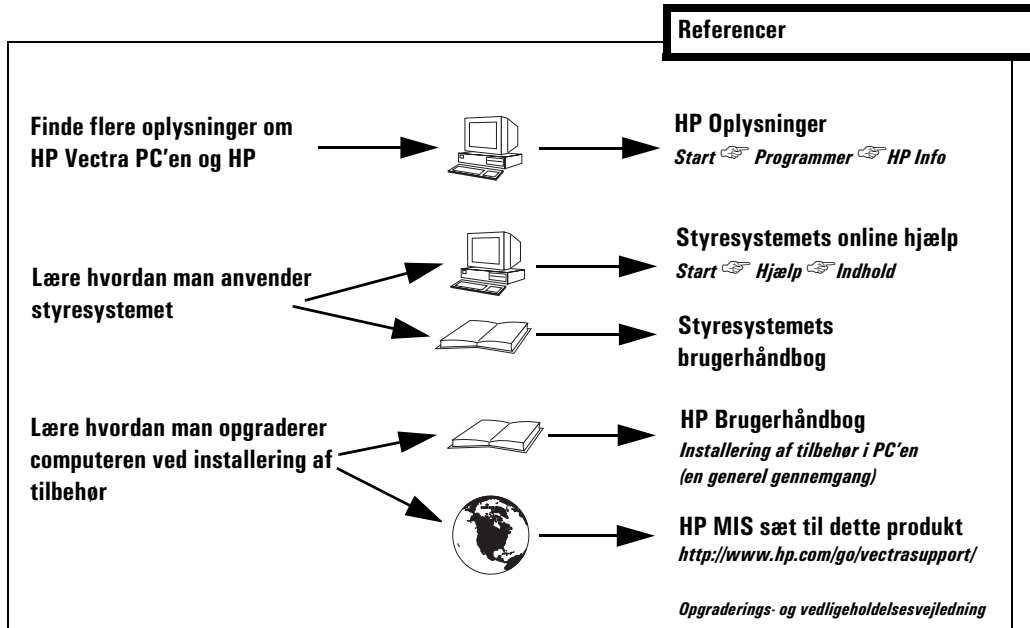 Referencer
Finde flere oplysninger om
HP Vectra PC'en og HP
HP Oplysninger
Start ☞ Programmer ☞ HP Info
Lære hvordan man anvender
styresystemet
Styresystemets online hjælp
Start ☞ Hjælp ☞ Indhold
Styresystemets
brugerhåndbog
Lære hvordan man opgraderer
computeren ved installering af
tilbehør
HP Brugerhåndbog
Installering af tilbehør i PC'en
(en generel gennemgang)
HP MIS sæt til dette produkt
http://www.hp.com/go/vectrasupport/
Opgraderings- og vedligeholdelsesvejledning